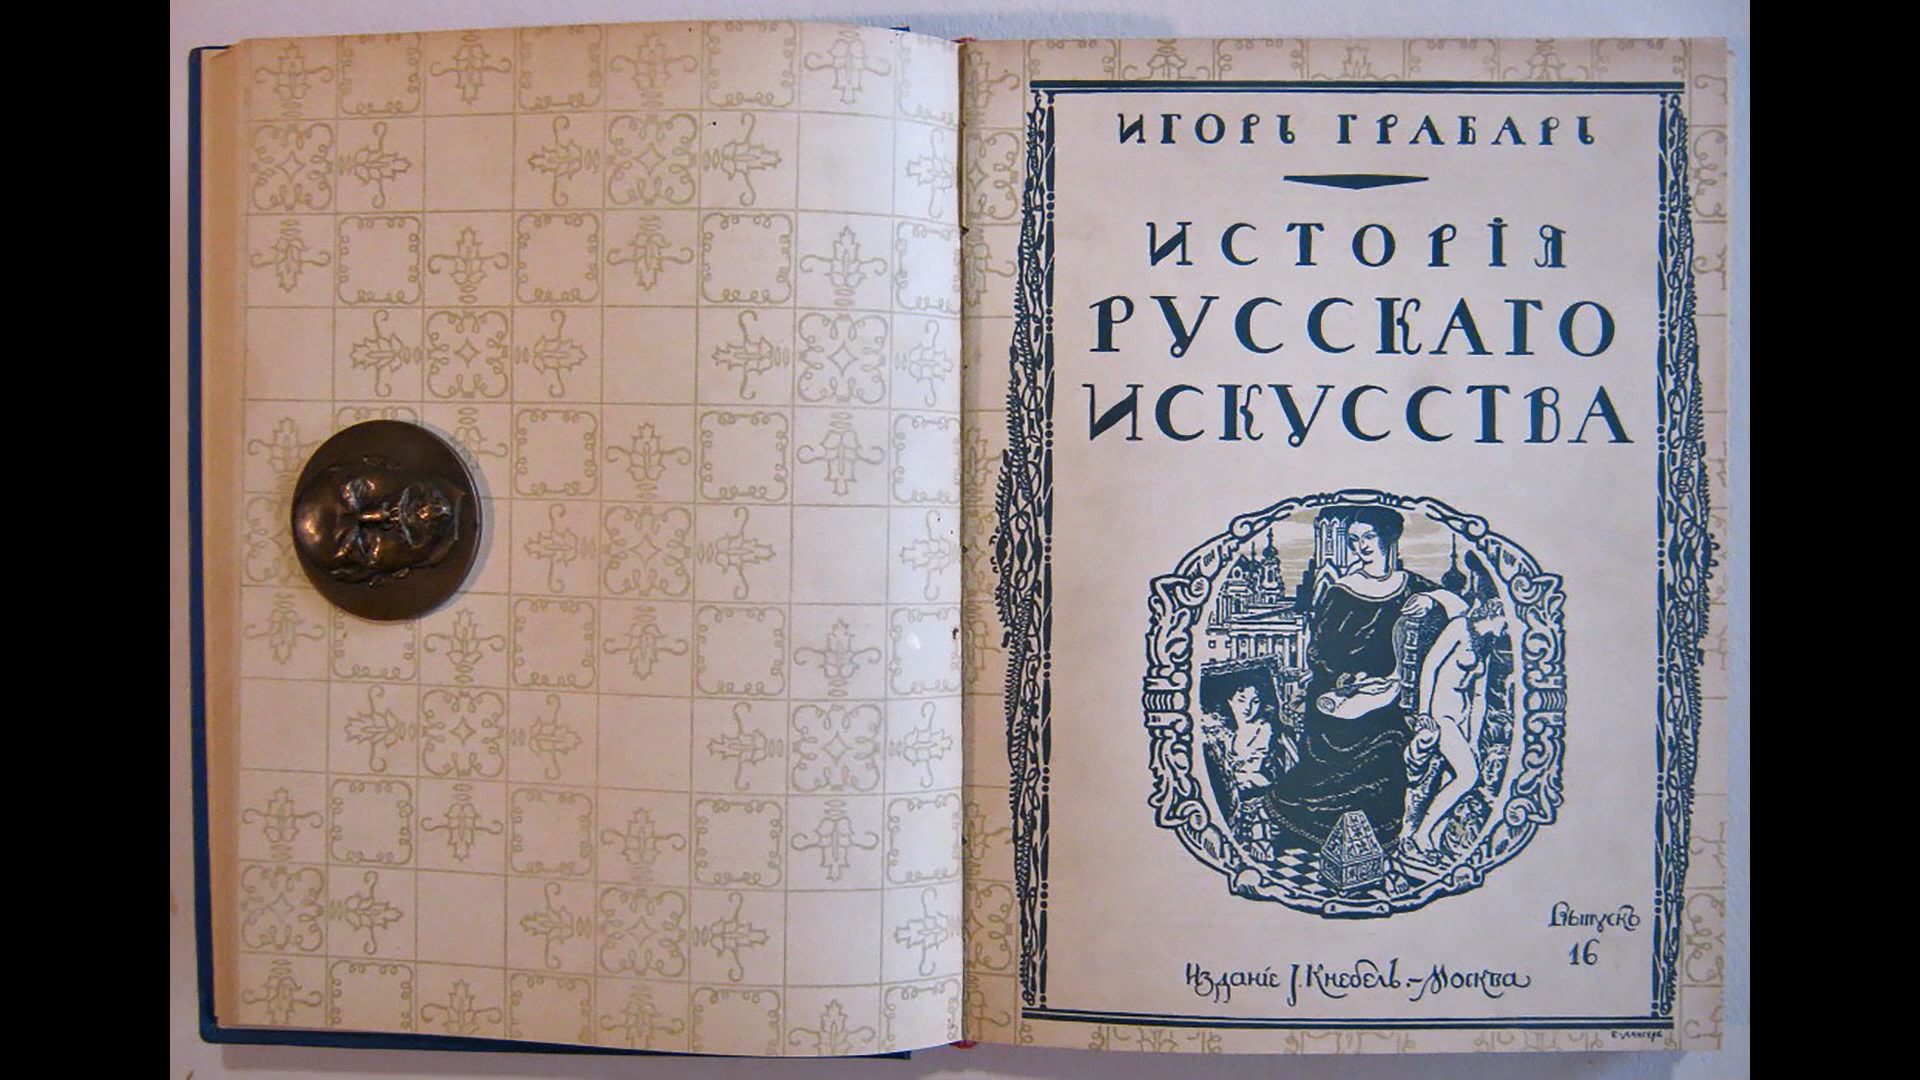 ИГОРЬ ГРАБАРЬ
ИСТОРІЯ
РУССКАГО
ИСКУССТВА
Выпускъ
16
Изданіе І. Кнебель.-Москва